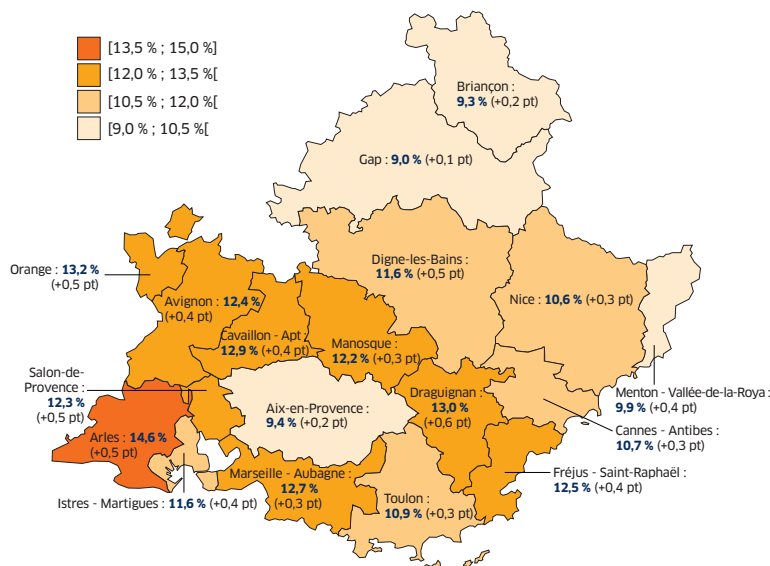 [13,5 % ; 15,0 %]
[12,0 % ; 13,5 %[
[10,5 % ; 12,0 %[
[9,0 % ; 10,5 %[
Briançon :
9,3 % (+0,2 pt)
Gap : 9,0 % (+0,1 pt)
Digne-les-Bains :
11,6 % (+0,5 pt)
Orange : 13,2 %
(+0,5 pt)
Avignon : 12,4 %
(+0,4 pt)
Nice : 10,6 % (+0,3 pt)
Cavaillon - Apt :
12,9 % (+0,4 pt)
Manosque :
12,2 % (+0,3 pt)
Salon-de-
Provence :
12,3 %
(+0,5 pt)
Aix-en-Provence :
9,4 % (+0,2 pt)
Draguignan :
13,0 %
(+0,6 pt)
Menton - Vallée-de-la-Roya :
9,9 % (+0,4 pt)
Arles : 14,6 %
(+0,5 pt)
Cannes - Antibes :
10,7 % (+0,3 pt)
Marseille - Aubagne :
12,7 %
(+0,3 pt)
Fréjus - Saint-Raphaël :
12,5 % (+0,4 pt)
Istres - Martigues : 11,6 % (+0,4 pt)
Toulon :
10,9 % (+0,3 pt)